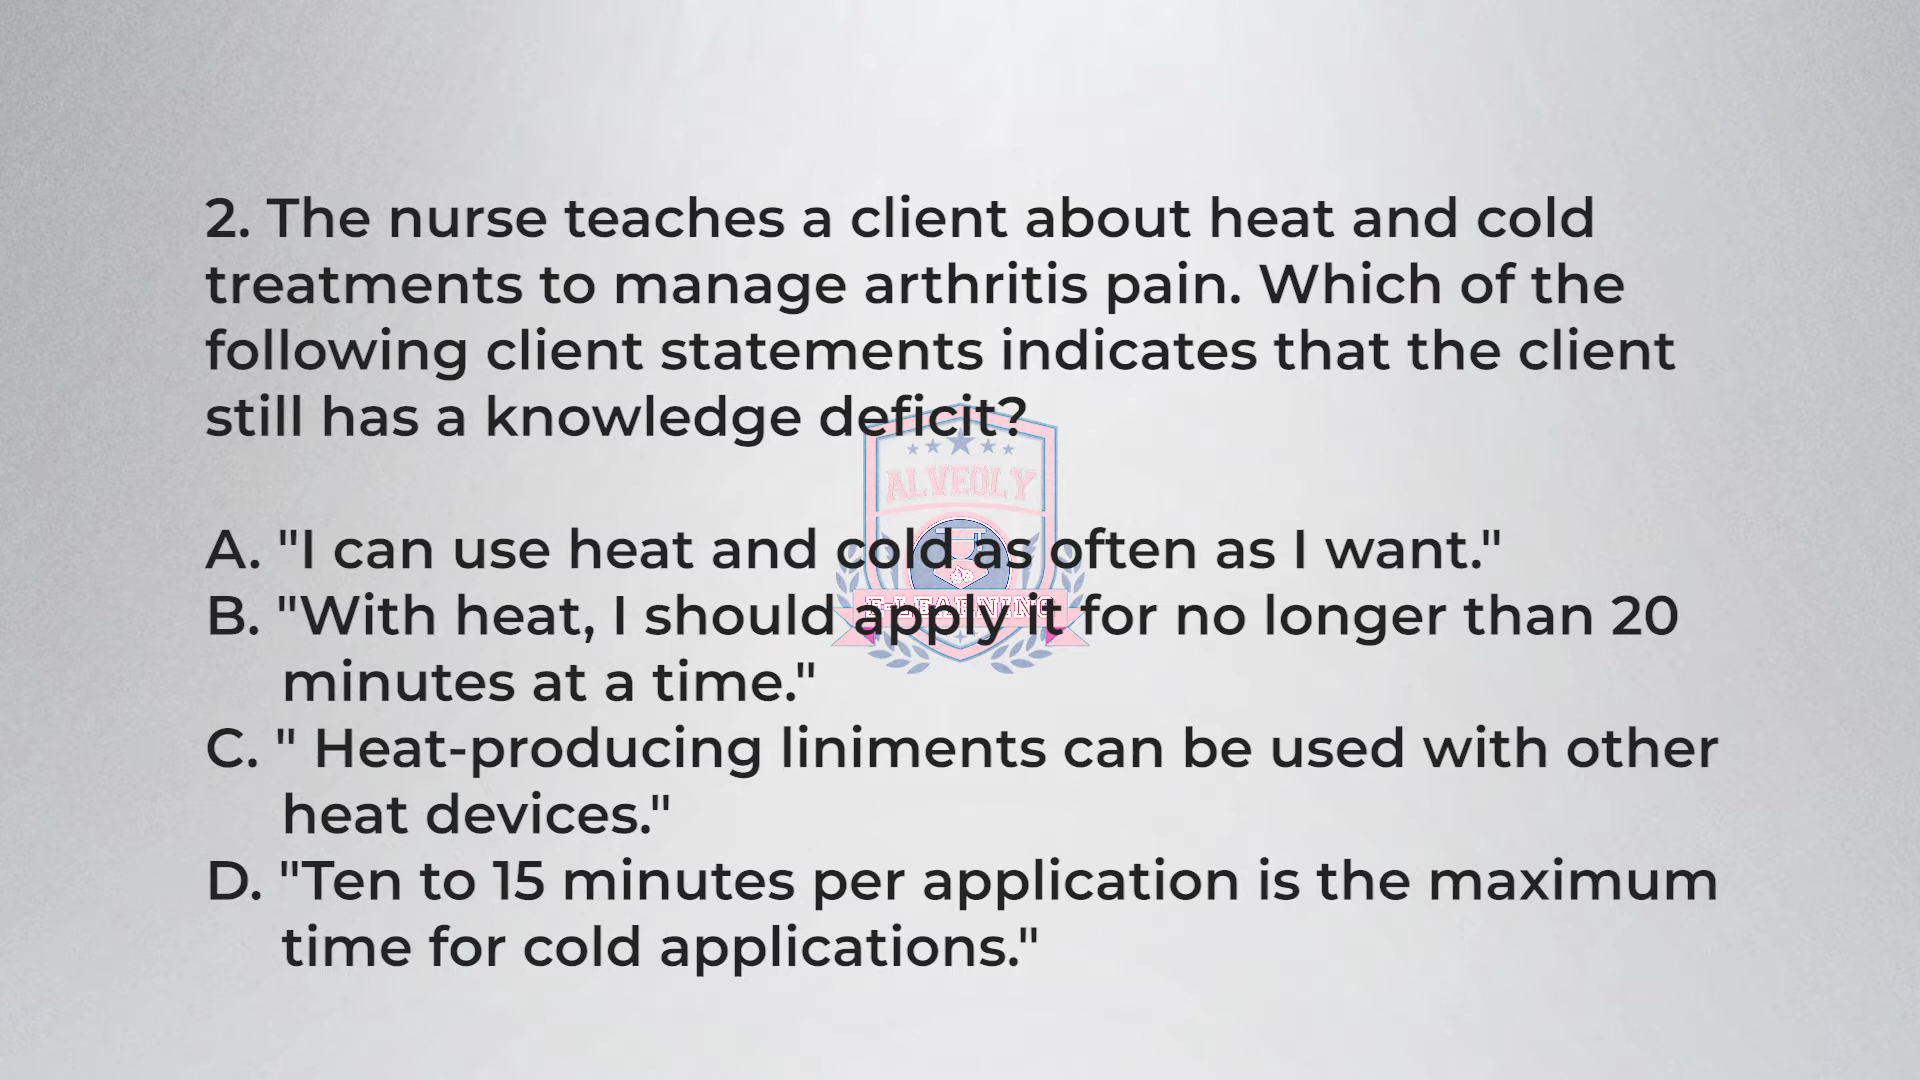 2. The nurse teaches a client about heat and cold
treatments to manage arthritis pain. Which of the
following client statements indicates that the client
still has a knowledge deficit?
ALVEOLY
A. "I can use heat and cold as often as I want."
B. "With heat, I should apply it for no longer than 20
E-LEARNING
minutes at a time."
C. " Heat-producing liniments can be used with other
heat devices."
D. "Ten to 15 minutes per application is the maximum
time for cold applications."